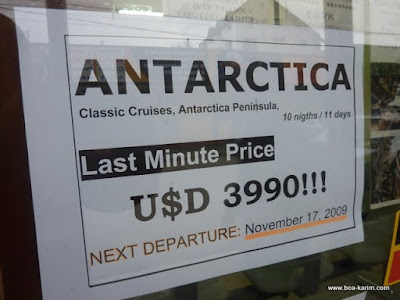 ANTARCTICA
Classic Cruises, Antarctica Peninsula,
10 nigths / 11 days
Last Minute Price
U$D 3990!!!
NEXT DEPARTURE: November 17, 2009
www.bea-karim.com